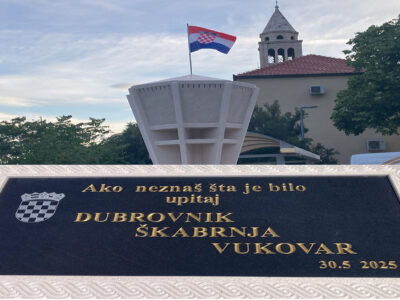 Ako neznaš šta je bilo
upitaj
DUBROVNIK
ŠKABRNJA
VUKOVAR
30.5 2025